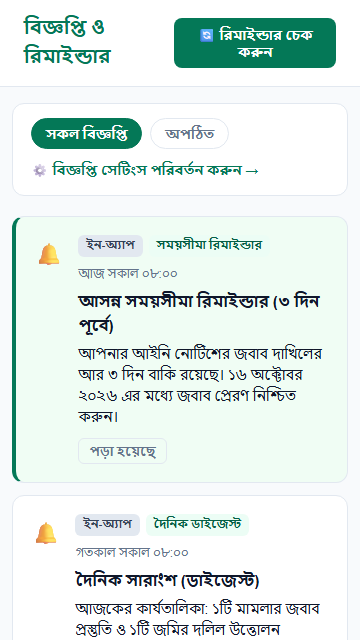 বিজ্ঞপ্তি ও
রিমাইন্ডার
রিমাইন্ডার চেক
করুন
সকল বিজ্ঞপ্তি
অপঠিত
বিজ্ঞপ্তি সেটিংস পরিবর্তন করুন →
ইন-অ্যাপ সময়সীমা রিমাইন্ডার
আজ সকাল ০৮:০০
আসন্ন সময়সীমা রিমাইন্ডার (৩ দিন
পূর্বে)
আপনার আইনি নোটিশের জবাব দাখিলের
আর ৩ দিন বাকি রয়েছে। ১৬ অক্টোবর
২০২৬ এর মধ্যে জবাব প্রেরণ নিশ্চিত
করুন।
পড়া হয়েছে
ইন-অ্যাপ দৈনিক ডাইজেস্ট
গতকাল সকাল ০৮:০০
দৈনিক সারাংশ (ডাইজেস্ট)
আজকের কার্যতালিকা: ১টি মামলার জবাব
প্রস্তুতি ও ১টি জমির দলিল উত্তোলন